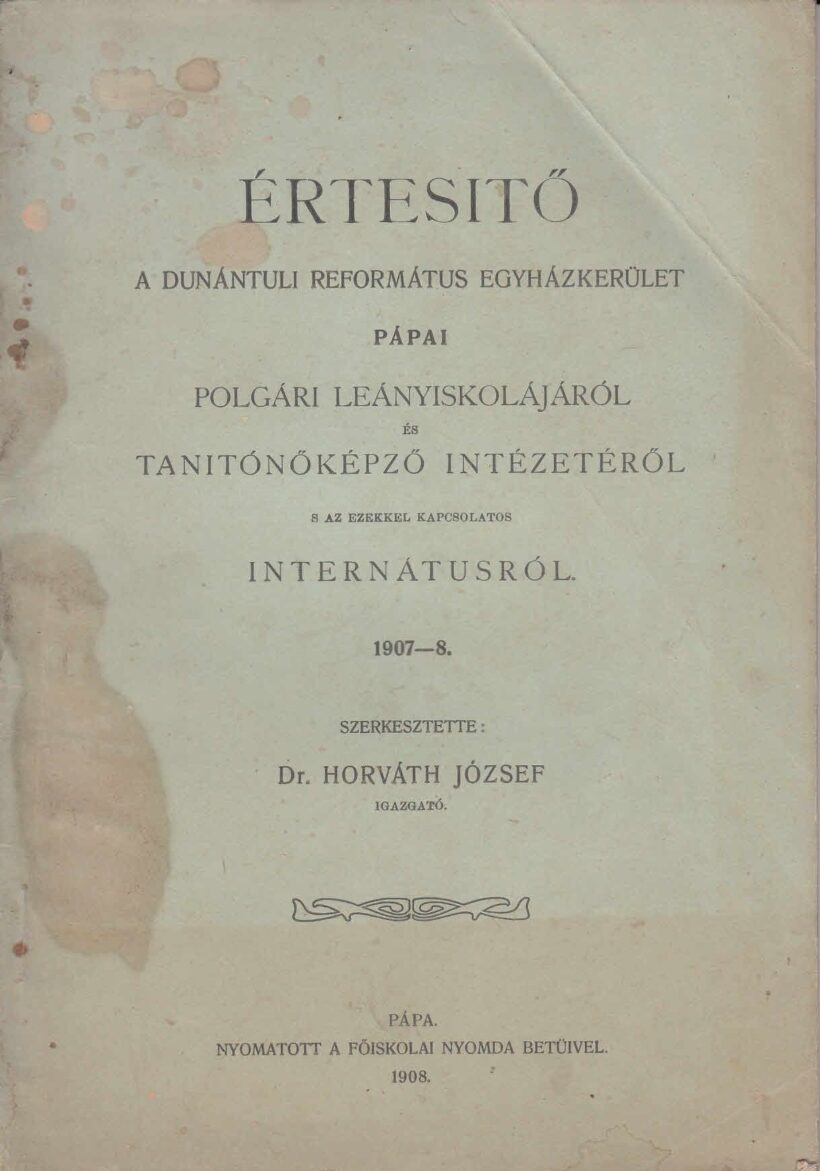 ÉRTESITŐ
A DUNÁNTULI REFORMÁTUS EGYHÁZKERÜLET
PÁPAI
POLGÁRI LEÁNYISKOLÁJÁRÓL
ÉS
TANITÓNŐKÉPZŐ INTÉZETÉRŐL
S AZ EZEKKEL KAPCSOLATOS
INTERNÁTUSRÓL.
1907—8.
SZERKESZTETTE:
Dr. HORVÁTH JÓZSEF
IGAZGATÓ.
PÁPA.
NYOMATOTT A FŐISKOLAI NYOMDA BETÜIVEL.
1908.